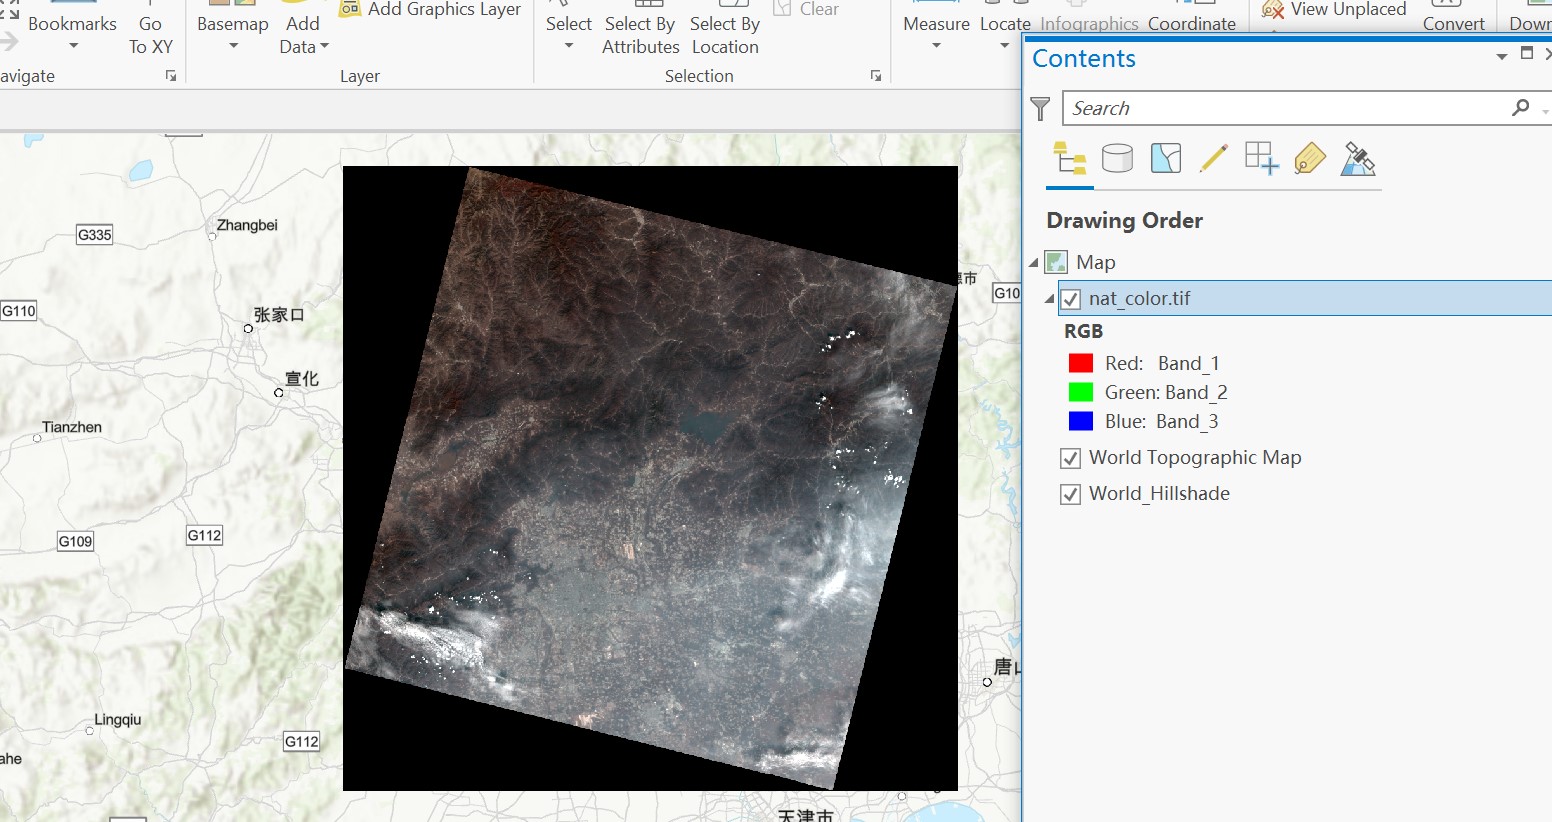 Bookmarks
Go
To XY
Basemap
Add
Data
Add Graphics Layer
Select
Select By
Attributes
Select By
Location
Clear
Measure
Locate
Infographics
Coordinate
View Unplaced
Convert
Down
avigate
Layer
Selection
Contents
Search
Drawing Order
Map
nat_color.tif
RGB
Red: Band_1
Green: Band_2
Blue: Band_3
World Topographic Map
World_Hillshade
Zhangbei
G335
G110
张家口
宣化
Tianzhen
G109
G112
Lingqiu
G112
ahe
市
G10
唐山
天津市